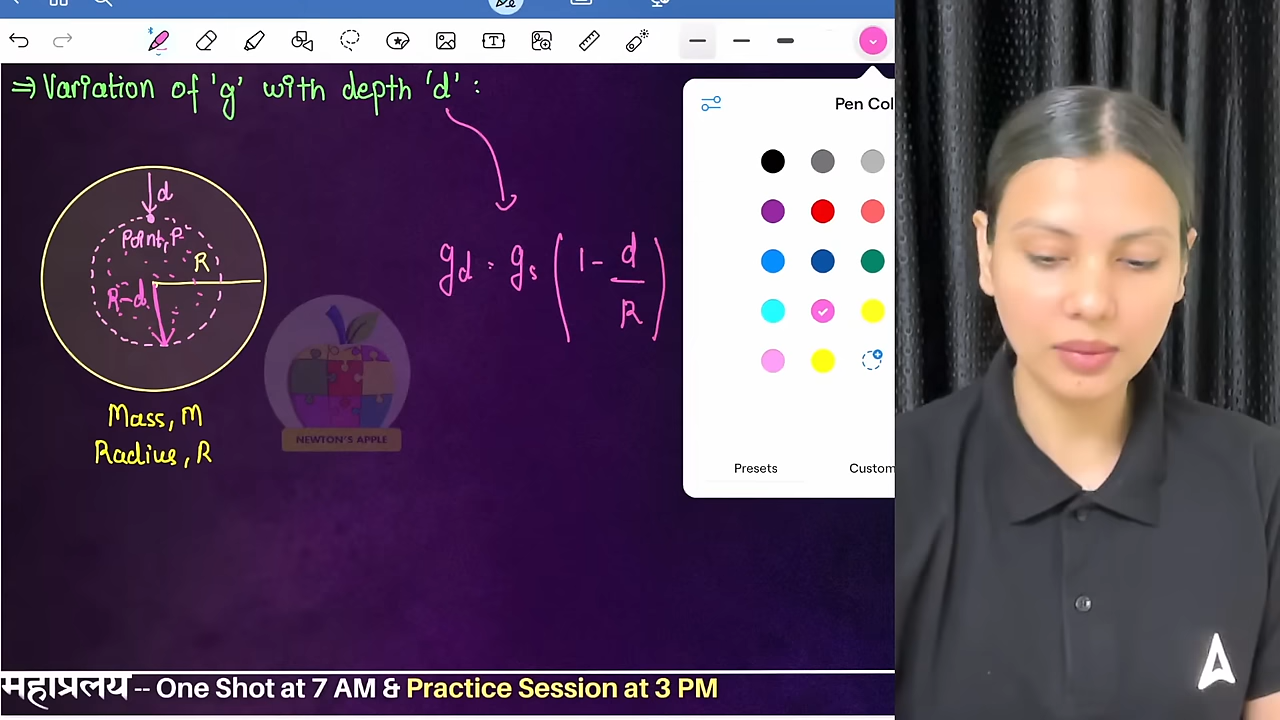 Pen Col
⇒ Variation of 'g' with depth 'd' :
d
Point, P
R
R-d
gd = gs (1 - d/R)
Mass, M
Radius, R
NEWTON'S APPLE
Presets
Custom
महाप्रलय -- One Shot at 7 AM & Practice Session at 3 PM